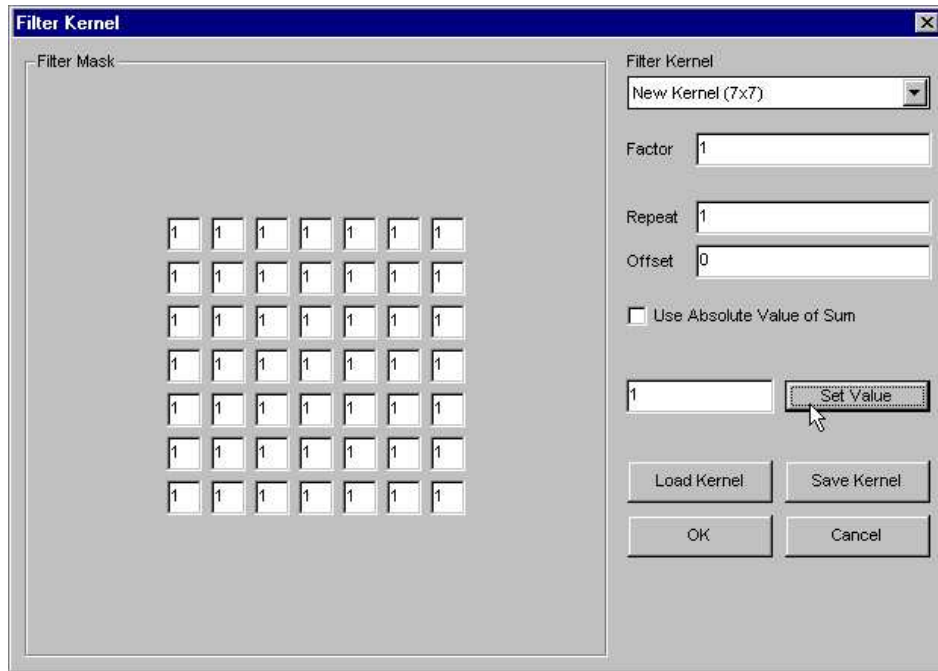 Filter Kernel
Filter Mask
1 1 1 1 1 1 1
1 1 1 1 1 1 1
1 1 1 1 1 1 1
1 1 1 1 1 1 1
1 1 1 1 1 1 1
1 1 1 1 1 1 1
1 1 1 1 1 1 1
Filter Kernel
New Kernel (7x7)
Factor 1
Repeat 1
Offset 0
Use Absolute Value of Sum
1 Set Value
Load Kernel Save Kernel
OK Cancel